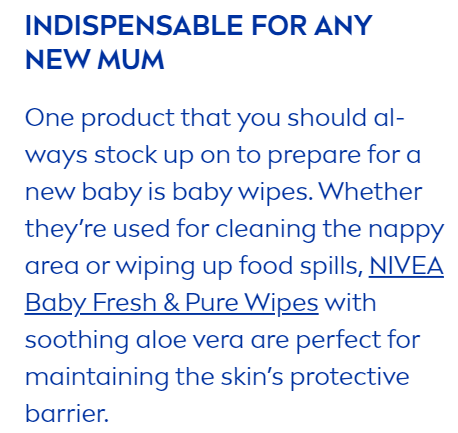 INDISPENSABLE FOR ANY
NEW MUM
One product that you should al-
ways stock up on to prepare for a
new baby is baby wipes. Whether
they’re used for cleaning the nappy
area or wiping up food spills, NIVEA
Baby Fresh & Pure Wipes with
soothing aloe vera are perfect for
maintaining the skin’s protective
barrier.